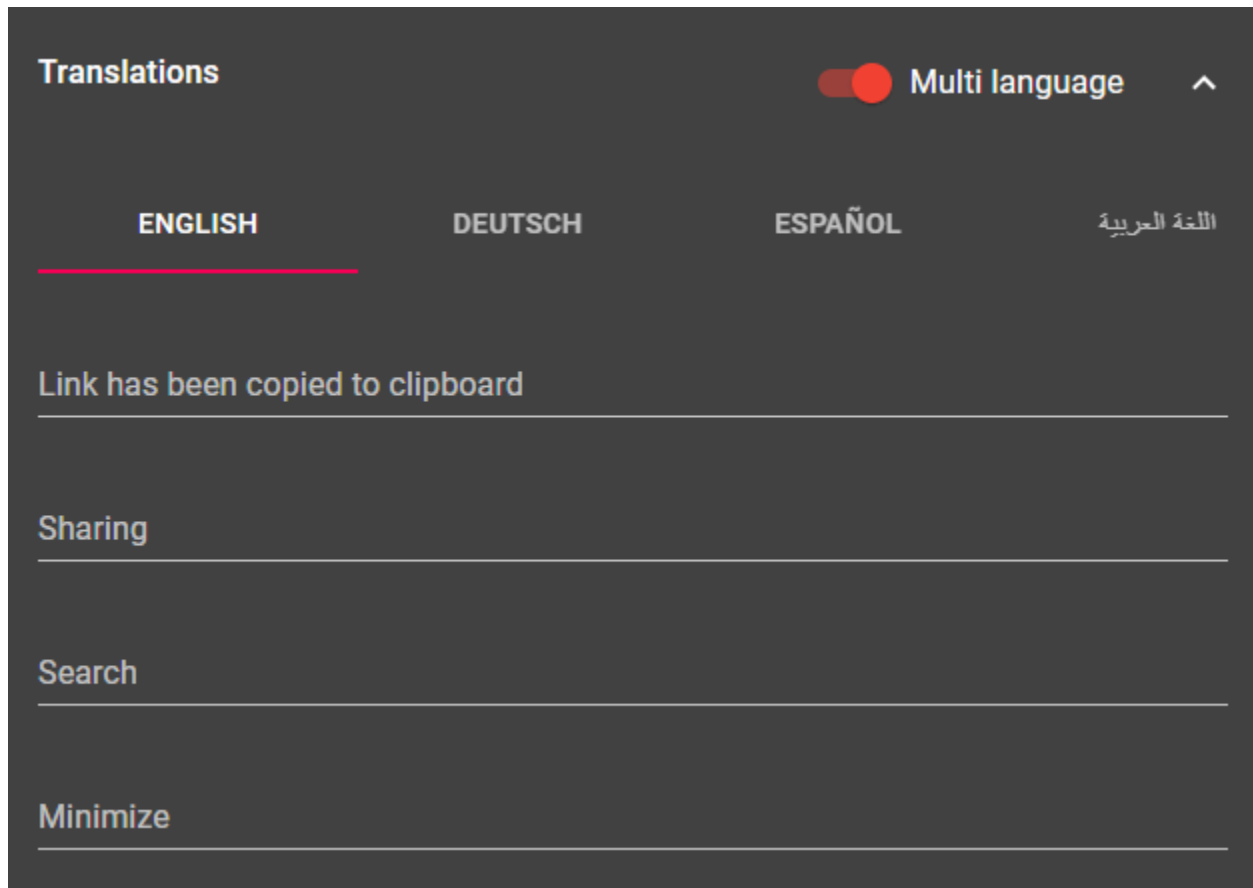 Translations
Multi language
ENGLISH DEUTSCH ESPAÑOL اللغة العربية
Link has been copied to clipboard
Sharing
Search
Minimize